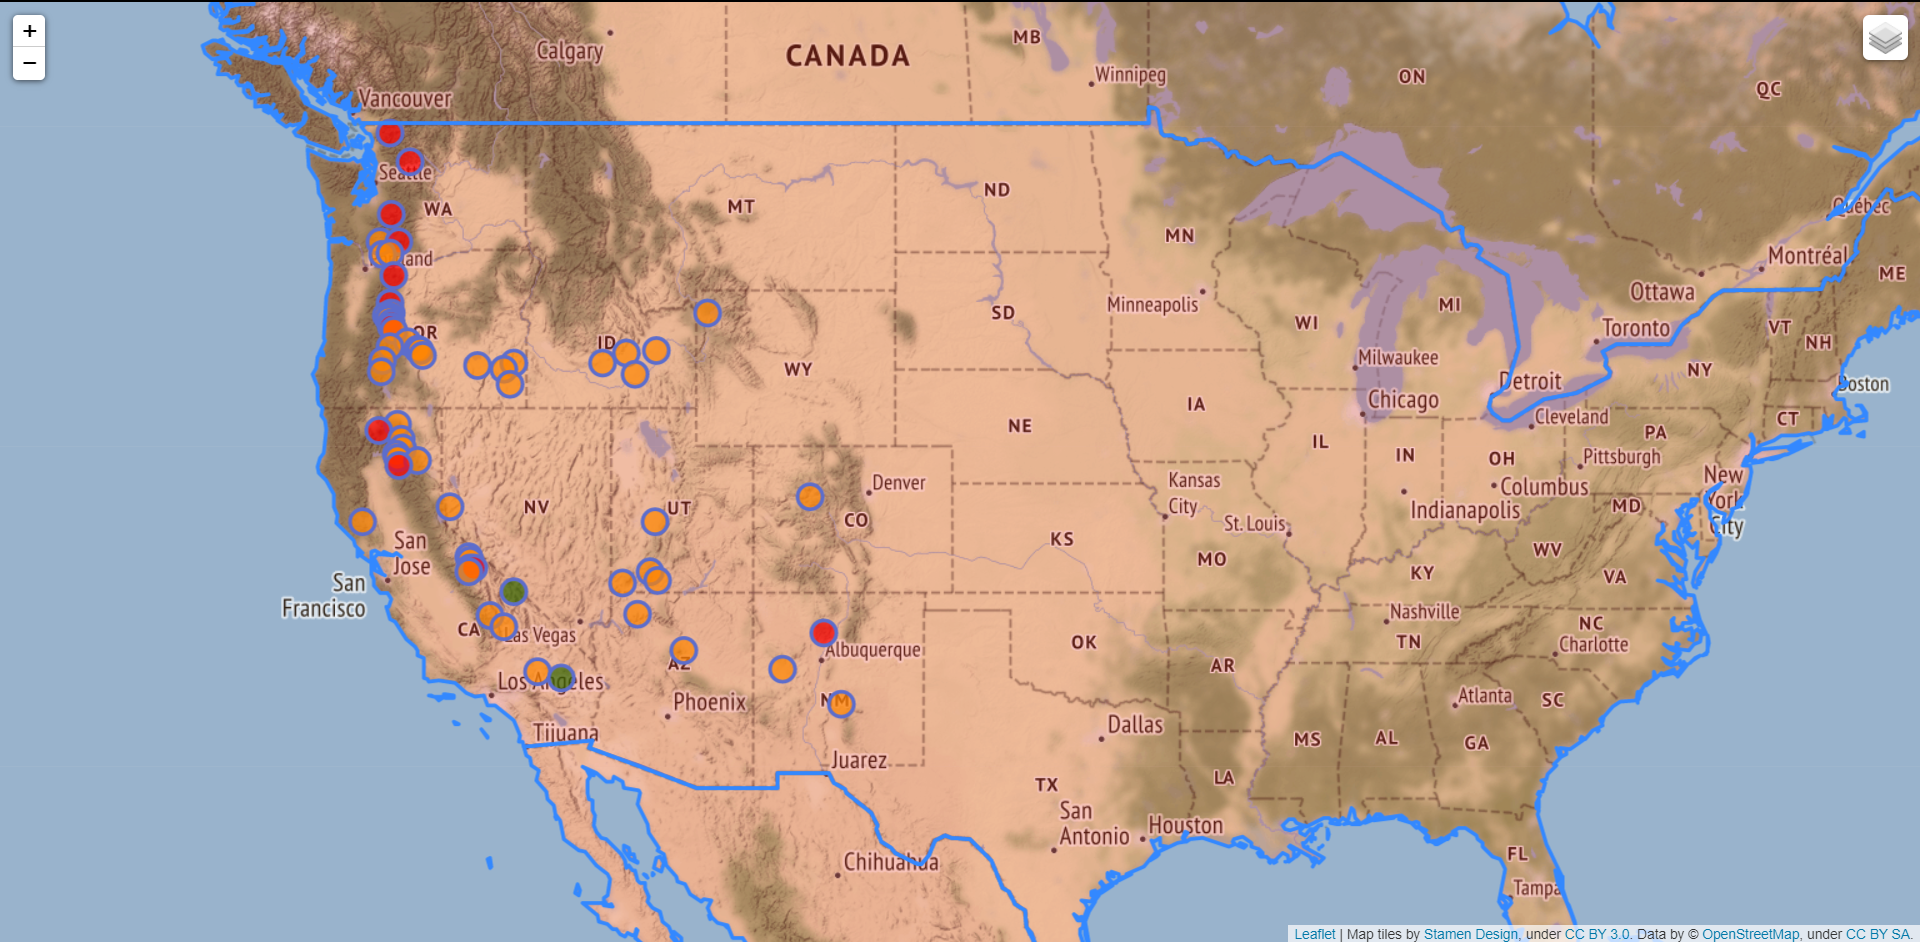 +
−
CANADA
Calgary
MB
Winnipeg
ON
QC
Vancouver
Seattle
WA
MT
ND
MN
Québec
Montréal
ME
Ottawa
OR
ID
SD
Minneapolis
WI
MI
Toronto
VT
NH
WY
Milwaukee
Detroit
NY
Boston
NE
IA
Chicago
Cleveland
CT
PA
IL
IN
OH
Pittsburgh
Denver
Kansas
City
Columbus
New
York
City
NV
UT
CO
St. Louis
Indianapolis
MD
San
Jose
KS
MO
WV
San
Francisco
KY
VA
CA
Las Vegas
Albuquerque
OK
Nashville
TN
NC
Charlotte
AZ
AR
Los Angeles
Phoenix
NM
Atlanta
SC
Tijuana
Dallas
MS
AL
GA
Juarez
TX
LA
San
Antonio
Houston
Chihuahua
FL
Tampa
Leaflet | Map tiles by Stamen Design, under CC BY 3.0. Data by © OpenStreetMap, under CC BY SA.